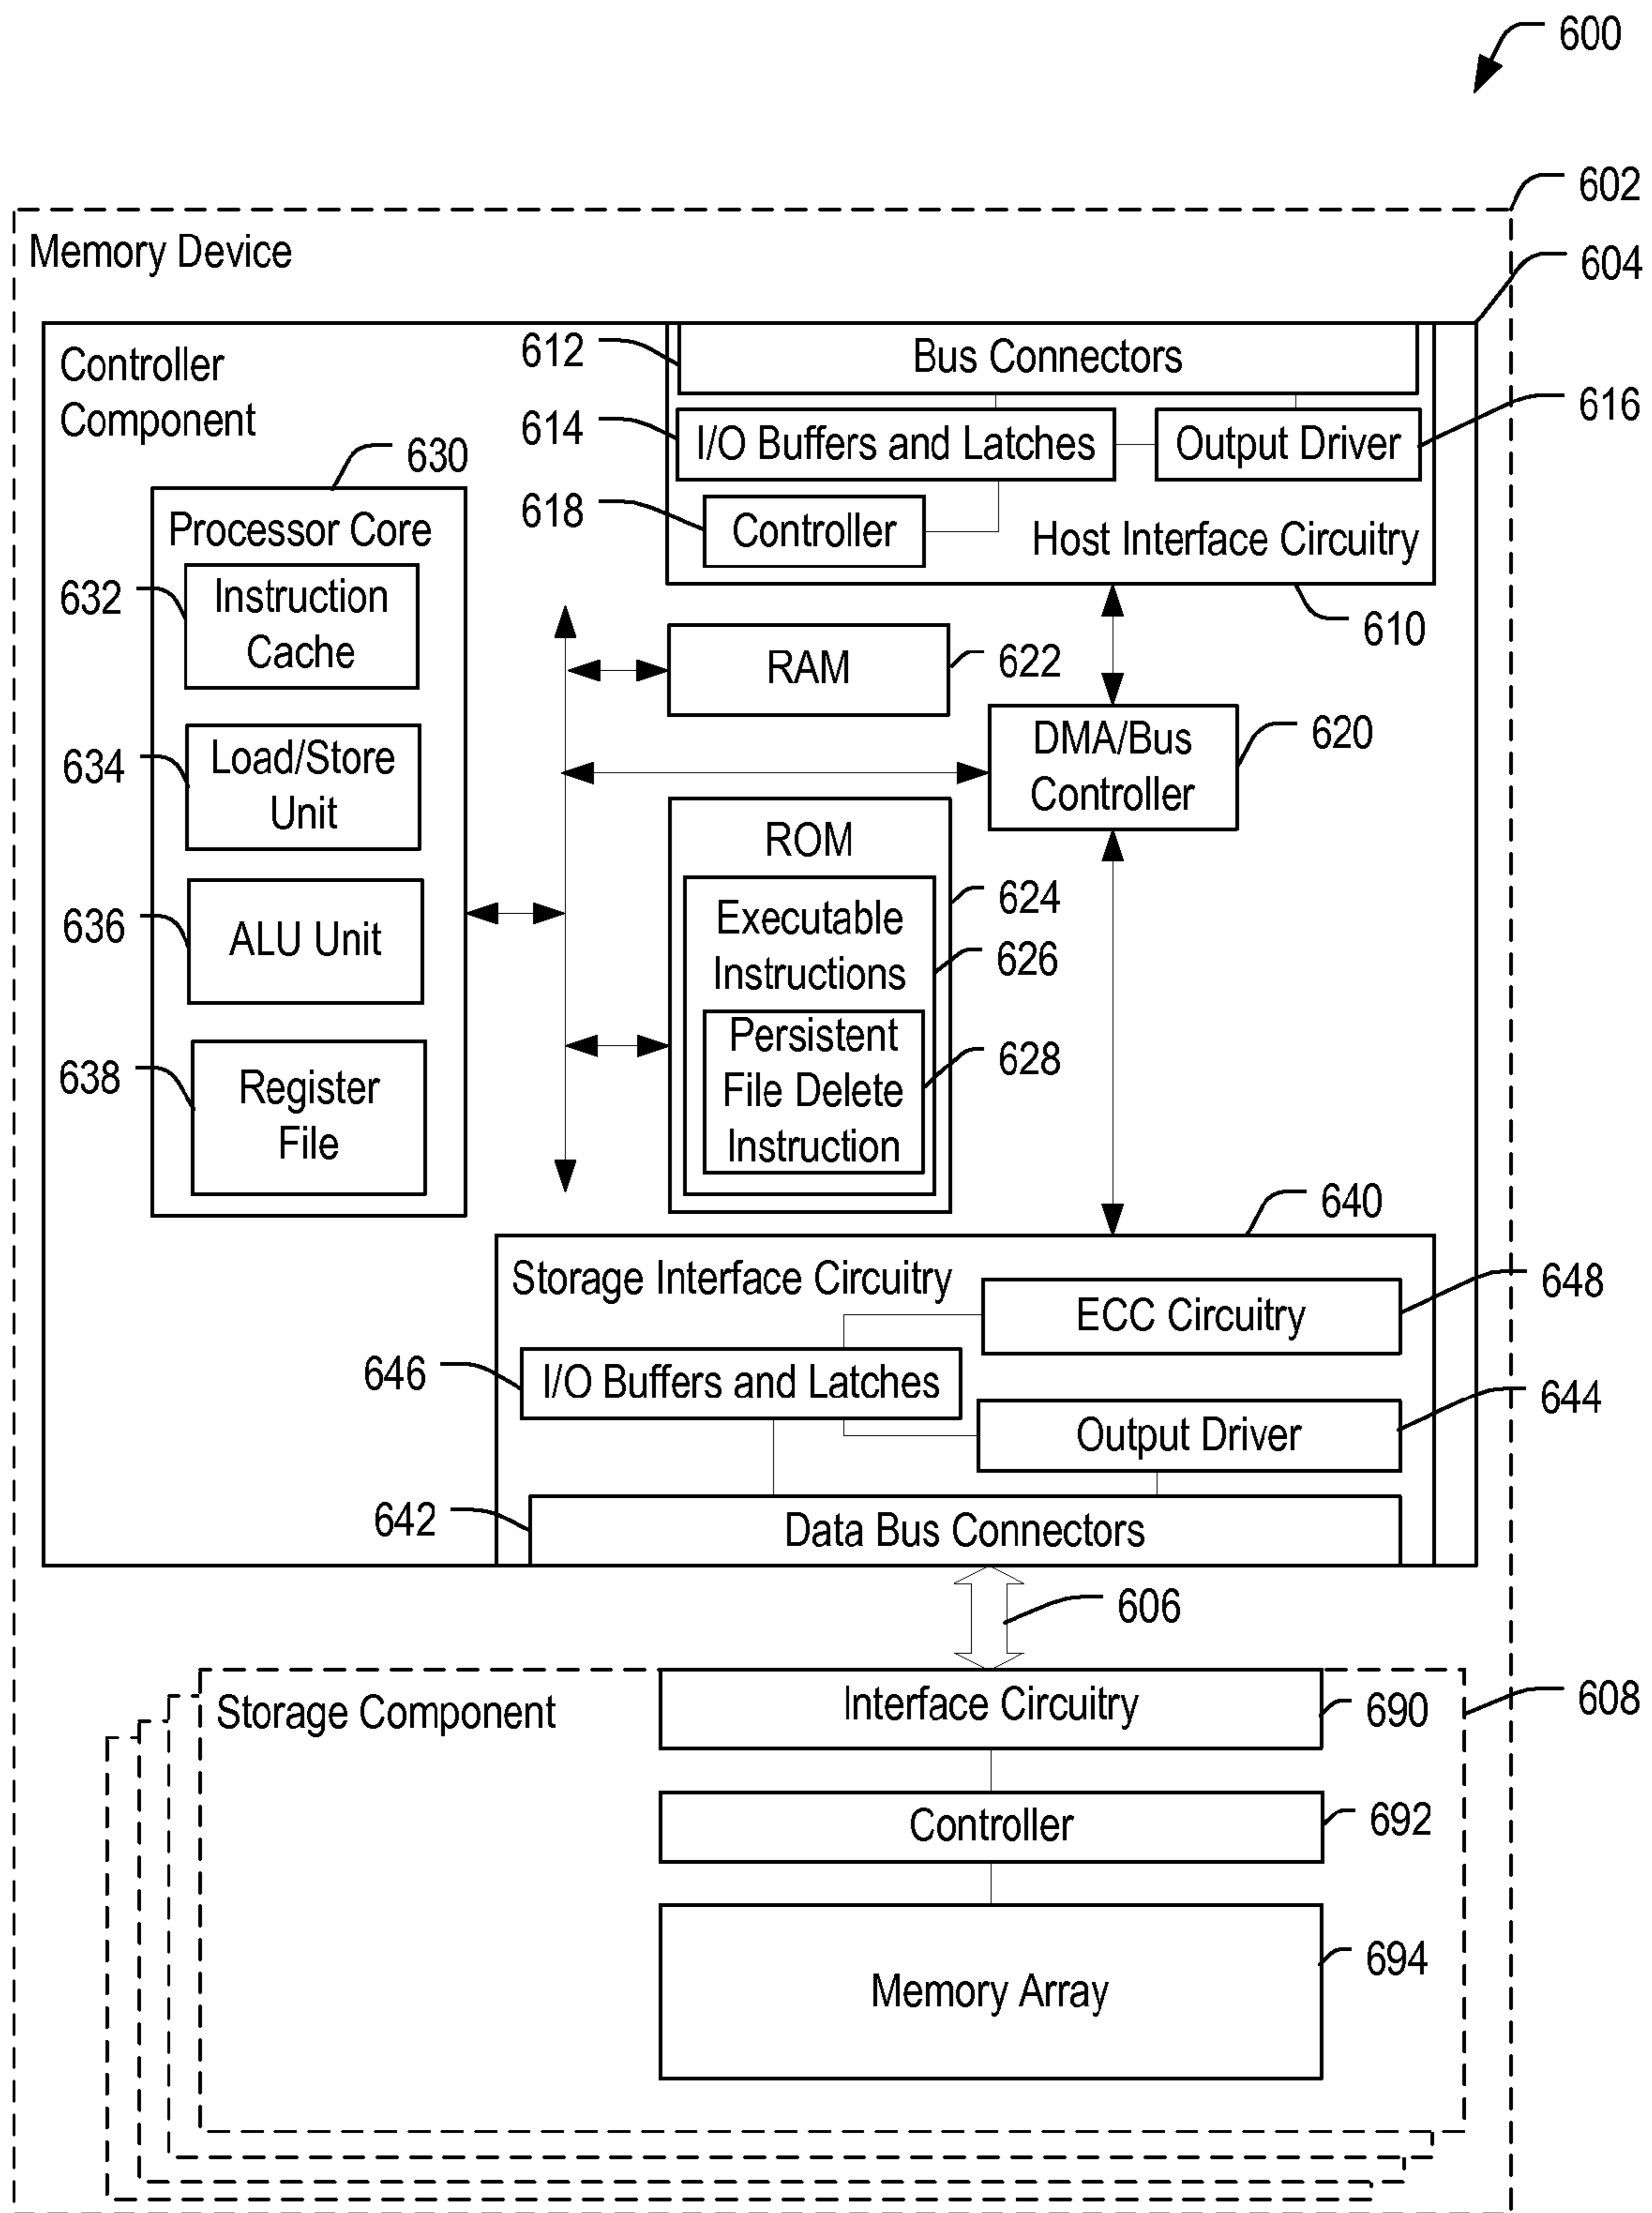 600
602
Memory Device
604
Controller
Component
612
Bus Connectors
614
I/O Buffers and Latches
Output Driver
616
618
Controller
Host Interface Circuitry
610
630
Processor Core
632
Instruction
Cache
634
Load/Store
Unit
636
ALU Unit
638
Register
File
RAM
622
DMA/Bus
Controller
620
ROM
624
Executable
Instructions
626
Persistent
File Delete
Instruction
628
640
Storage Interface Circuitry
ECC Circuitry
648
646
I/O Buffers and Latches
Output Driver
644
642
Data Bus Connectors
606
Storage Component
608
Interface Circuitry
690
Controller
692
Memory Array
694